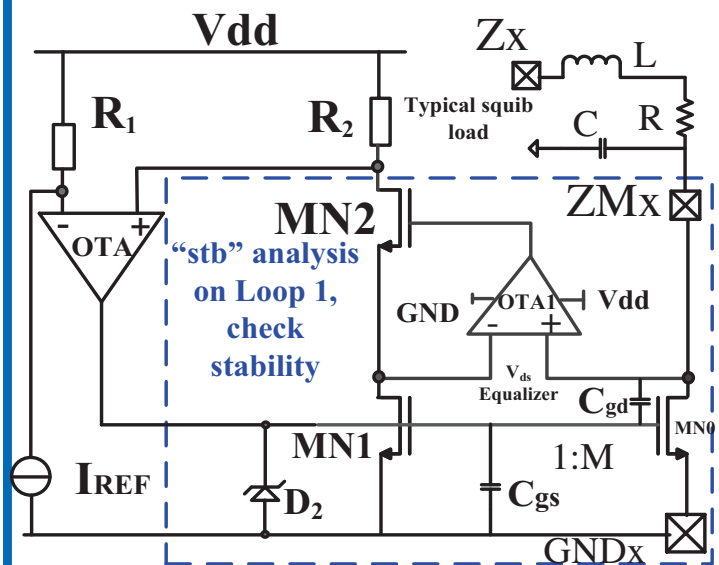 Vdd
Zx
L
R1
R2
Typical squib
load
C
R
-
+
OTA
MN2
ZMx
“stb” analysis
on Loop 1,
check
stability
GND
OTA1
Vdd
-
+
Vds
Equalizer
Cgd
MN1
MN0
1:M
IREF
D2
Cgs
GNDx